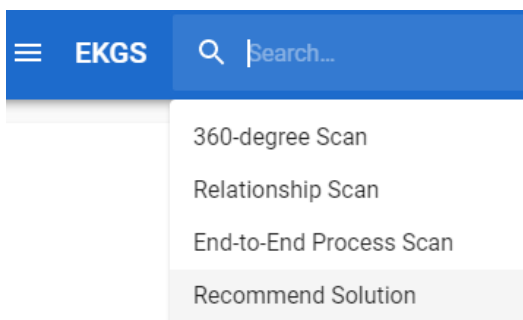 EKGS Search...
360-degree Scan
Relationship Scan
End-to-End Process Scan
Recommend Solution